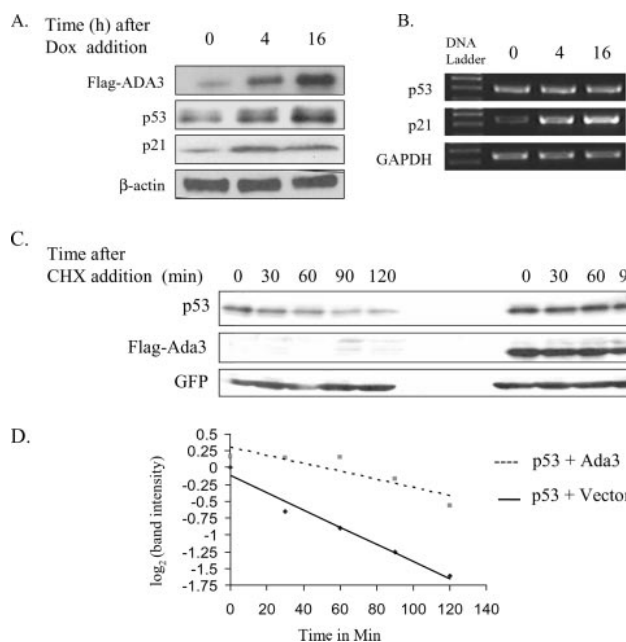 A.
Time (h) after
Dox addition
0 4 16
Flag-ADA3
p53
p21
β-actin
B.
DNA
Ladder
0 4 16
p53
p21
GAPDH
C.
Time after
CHX addition (min)
0 30 60 90 120
0 30 60
p53
Flag-Ada3
GFP
D.
log2 (band intensity)
0.5
0.25
0
-0.25
-0.5
-0.75
-1
-1.25
-1.5
-1.75
0 20 40 60 80 100 120 140
Time in Min
p53 + Ada3
p53 + Vector